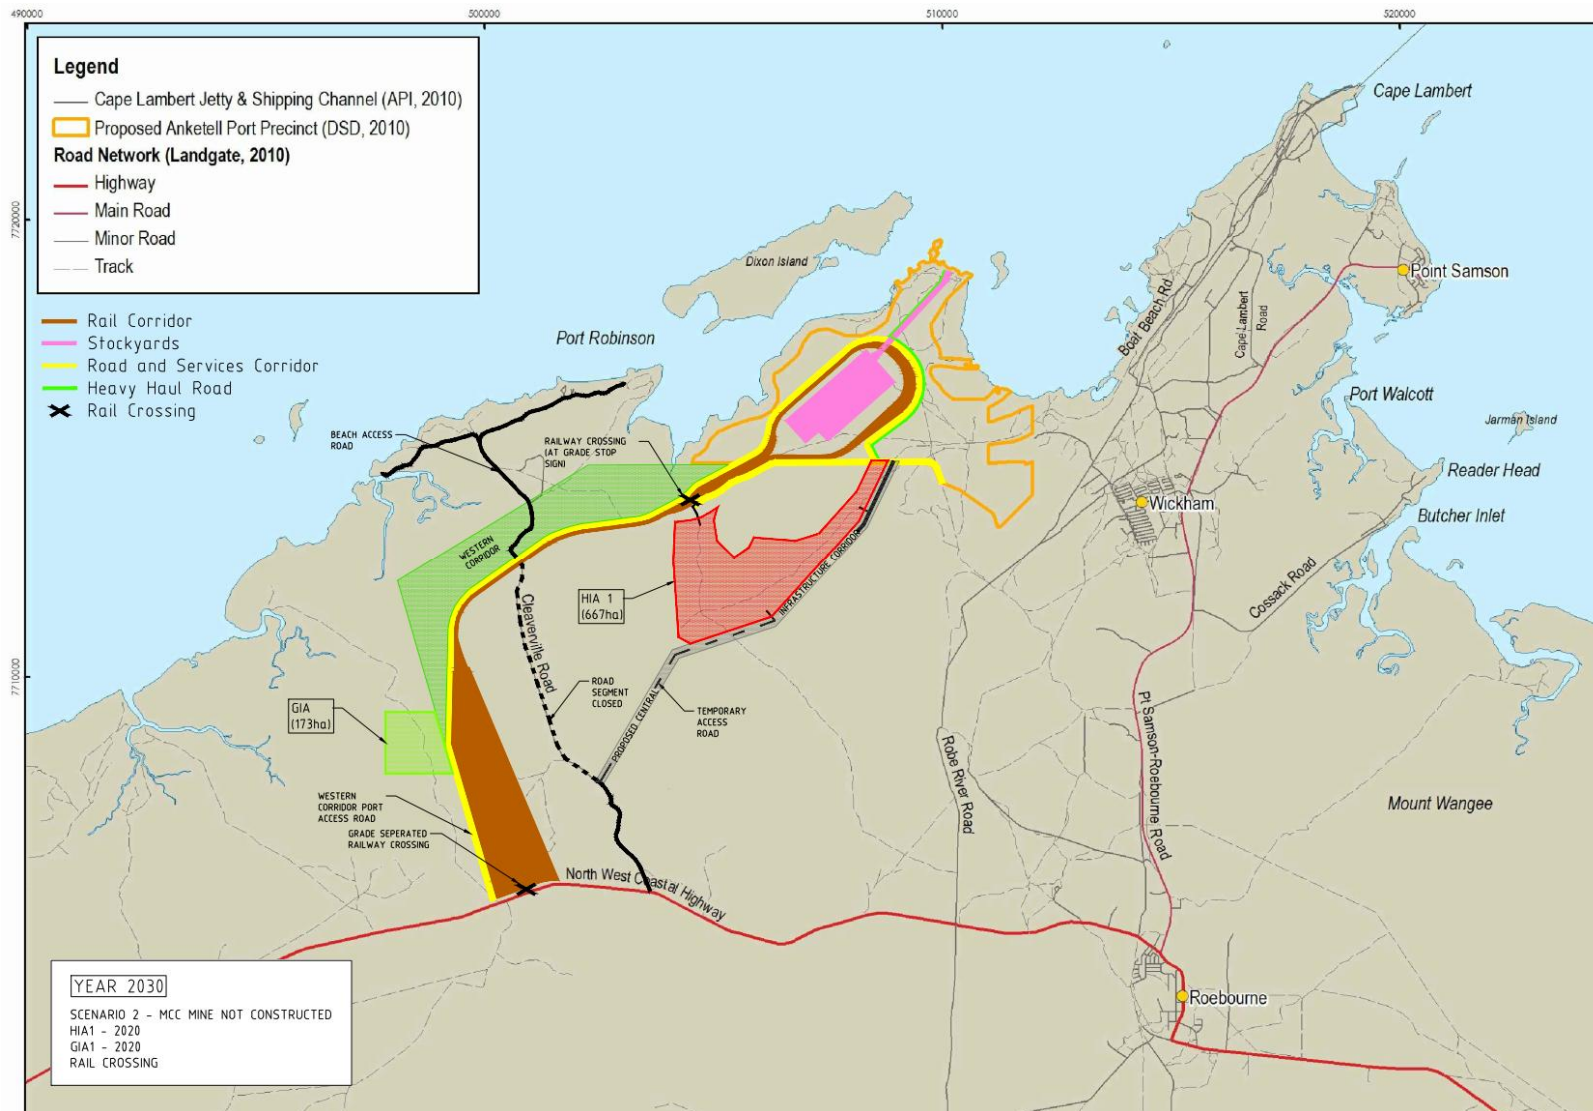 490000
500000
510000
520000
7720000
7710000
Legend
Cape Lambert Jetty & Shipping Channel (API, 2010)
Proposed Anketell Port Precinct (DSD, 2010)
Road Network (Landgate, 2010)
Highway
Main Road
Minor Road
Track
Rail Corridor
Stockyards
Road and Services Corridor
Heavy Haul Road
Rail Crossing
Cape Lambert
Dixon Island
Point Samson
Boat Beach Rd
Cape Lambert
Road
Port Robinson
Port Walcott
Jarman Island
BEACH ACCESS
ROAD
RAILWAY CROSSING
(AT GRADE STOP
SIGN)
Reader Head
Wickham
Butcher Inlet
WESTERN
CORRIDOR
HIA 1
(667ha)
INFRASTRUCTURE CORRIDOR
Cossack Road
Cleaverville Road
ROAD
SEGMENT
CLOSED
PROPOSED CENTRAL
TEMPORARY
ACCESS
ROAD
GIA
(173ha)
Robe River Road
Pt Samson-Roebourne Road
Mount Wangee
WESTERN
CORRIDOR PORT
ACCESS ROAD
GRADE SEPERATED
RAILWAY CROSSING
North West Coastal Highway
Roebourne
YEAR 2030
SCENARIO 2 - MCC MINE NOT CONSTRUCTED
HIA1 - 2020
GIA1 - 2020
RAIL CROSSING